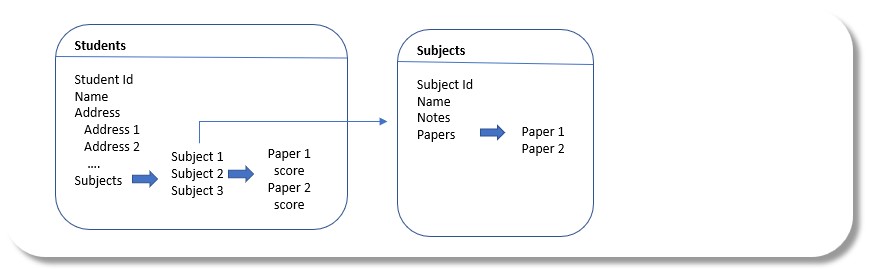 Students
Student Id
Name
Address
Address 1
Address 2
....
Subjects
Subject 1
Subject 2
Subject 3
Paper 1
score
Paper 2
score
Subjects
Subject Id
Name
Notes
Papers
Paper 1
Paper 2